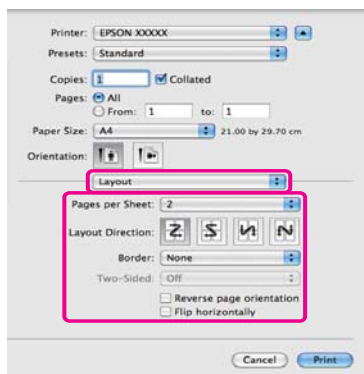 Printer: EPSON XXXXX
Presets: Standard
Copies: 1 Collated
Pages: All
From: 1 to: 1
Paper Size: A4 21.00 by 29.70 cm
Orientation:
Layout
Pages per Sheet: 2
Layout Direction:
Border: None
Two-Sided: Off
Reverse page orientation
Flip horizontally
Cancel Print